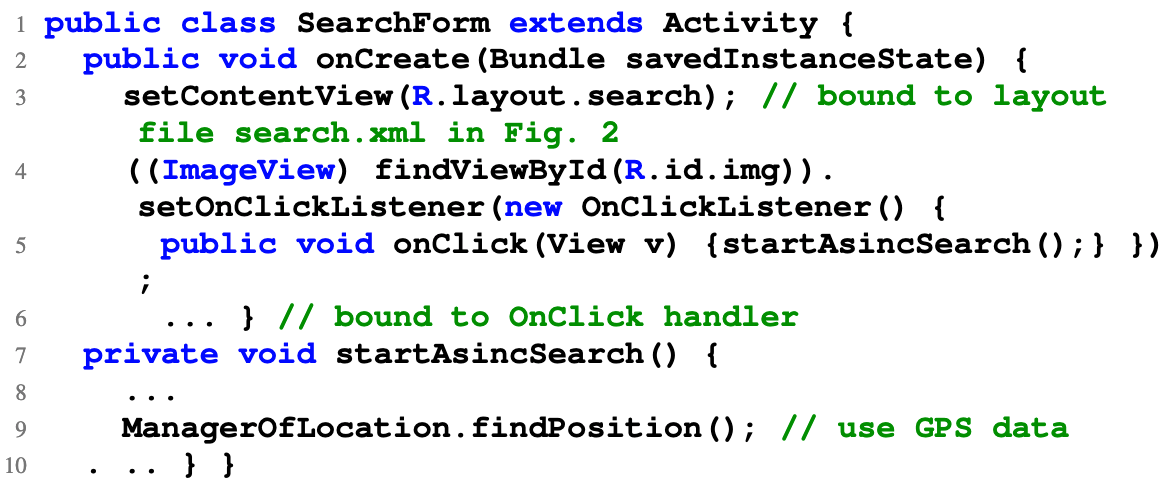 1 public class SearchForm extends Activity {
2 public void onCreate(Bundle savedInstanceState) {
3 setContentView(R.layout.search); // bound to layout
file search.xml in Fig. 2
4 ((ImageView) findViewById(R.id.img)).
setOnClickListener(new OnClickListener() {
5 public void onClick(View v) {startAsincSearch();} })
;
6 ... } // bound to OnClick handler
7 private void startAsincSearch() {
8 ...
9 ManagerOfLocation.findPosition(); // use GPS data
10 . .. } }